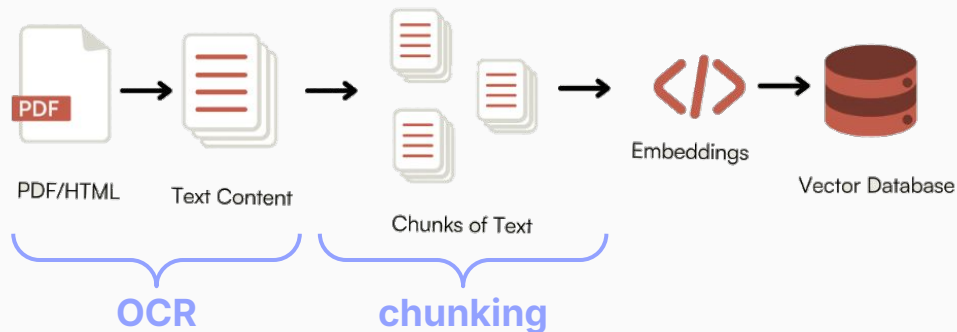 PDF
PDF/HTML
Text Content
Chunks of Text
</>
Embeddings
Vector Database
OCR
chunking